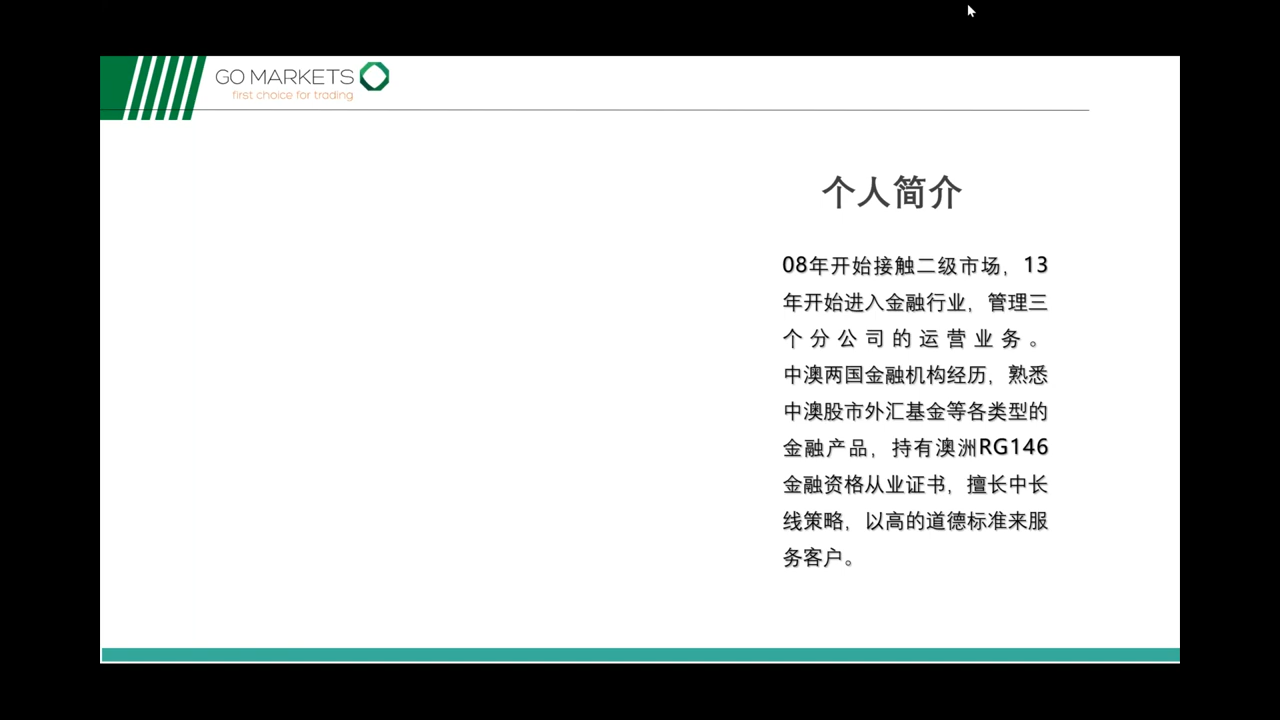 GO MARKETS
first choice for trading
个人简介
08年开始接触二级市场，13
年开始进入金融行业，管理三
个分公司的运营业务。
中澳两国金融机构经历，熟悉
中澳股市外汇基金等各类型的
金融产品，持有澳洲RG146
金融资格从业证书，擅长中长
线策略，以高的道德标准来服
务客户。